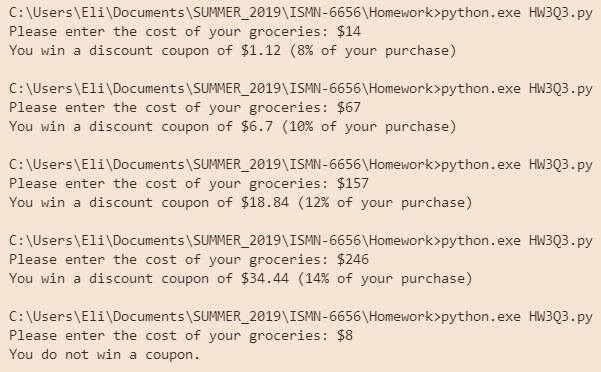 C:\Users\Eli\Documents\SUMMER_2019\ISMN-6656\Homework>python.exe HW3Q3.py
Please enter the cost of your groceries: $14
You win a discount coupon of $1.12 (8% of your purchase)
C:\Users\Eli\Documents\SUMMER_2019\ISMN-6656\Homework>python.exe HW3Q3.py
Please enter the cost of your groceries: $67
You win a discount coupon of $6.7 (10% of your purchase)
C:\Users\Eli\Documents\SUMMER_2019\ISMN-6656\Homework>python.exe HW3Q3.py
Please enter the cost of your groceries: $157
You win a discount coupon of $18.84 (12% of your purchase)
C:\Users\Eli\Documents\SUMMER_2019\ISMN-6656\Homework>python.exe HW3Q3.py
Please enter the cost of your groceries: $246
You win a discount coupon of $34.44 (14% of your purchase)
C:\Users\Eli\Documents\SUMMER_2019\ISMN-6656\Homework>python.exe HW3Q3.py
Please enter the cost of your groceries: $8
You do not win a coupon.